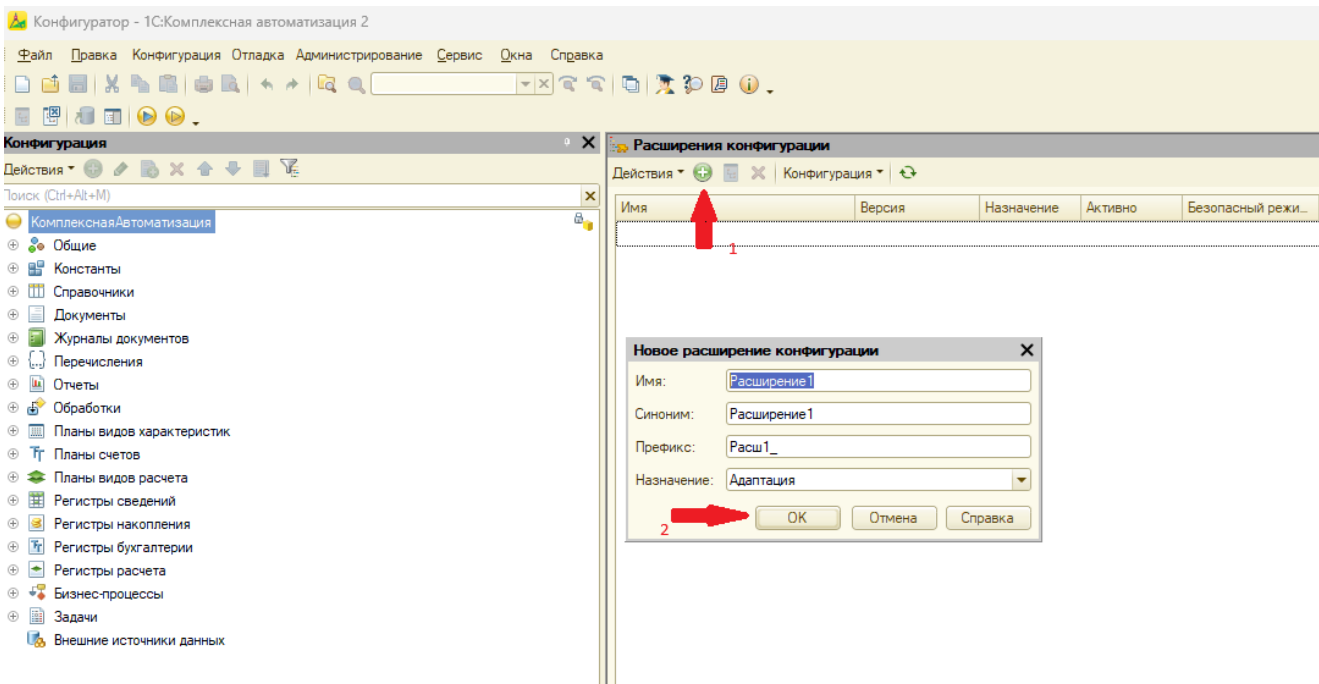 Конфигуратор - 1С:Комплексная автоматизация 2
Файл Правка Конфигурация Отладка Администрирование Сервис Окна Справка
Конфигурация
Действия
Поиск (Ctrl+Alt+M)
КомплекснаяАвтоматизация
Общие
Константы
Справочники
Документы
Журналы документов
Перечисления
Отчеты
Обработки
Планы видов характеристик
Планы счетов
Планы видов расчета
Регистры сведений
Регистры накопления
Регистры бухгалтерии
Регистры расчета
Бизнес-процессы
Задачи
Внешние источники данных
Расширения конфигурации
Действия Конфигурация
Имя Версия Назначение Активно Безопасный режи...
1
Новое расширение конфигурации
Имя: Расширение1
Синоним: Расширение1
Префикс: Расш1_
Назначение: Адаптация
2 OK Отмена Справка